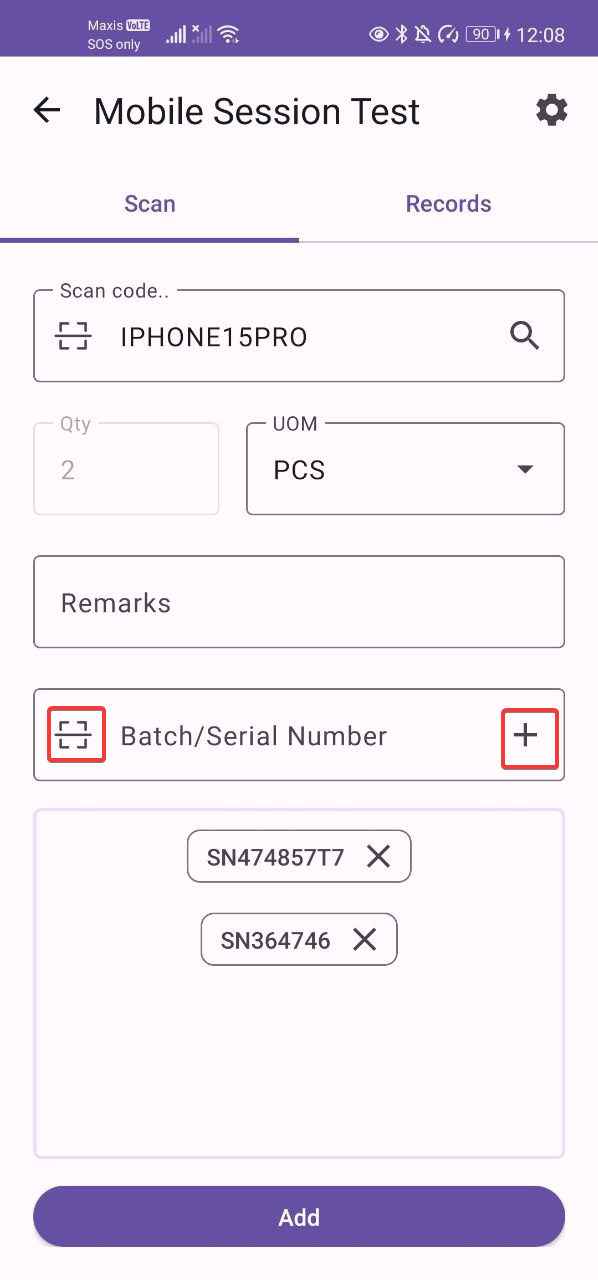 Maxis VoLTE
SOS only
90
12:08
Mobile Session Test
Scan
Records
Scan code..
IPHONE15PRO
Qty
UOM
2
PCS
Remarks
Batch/Serial Number
SN474857T7
SN364746
Add